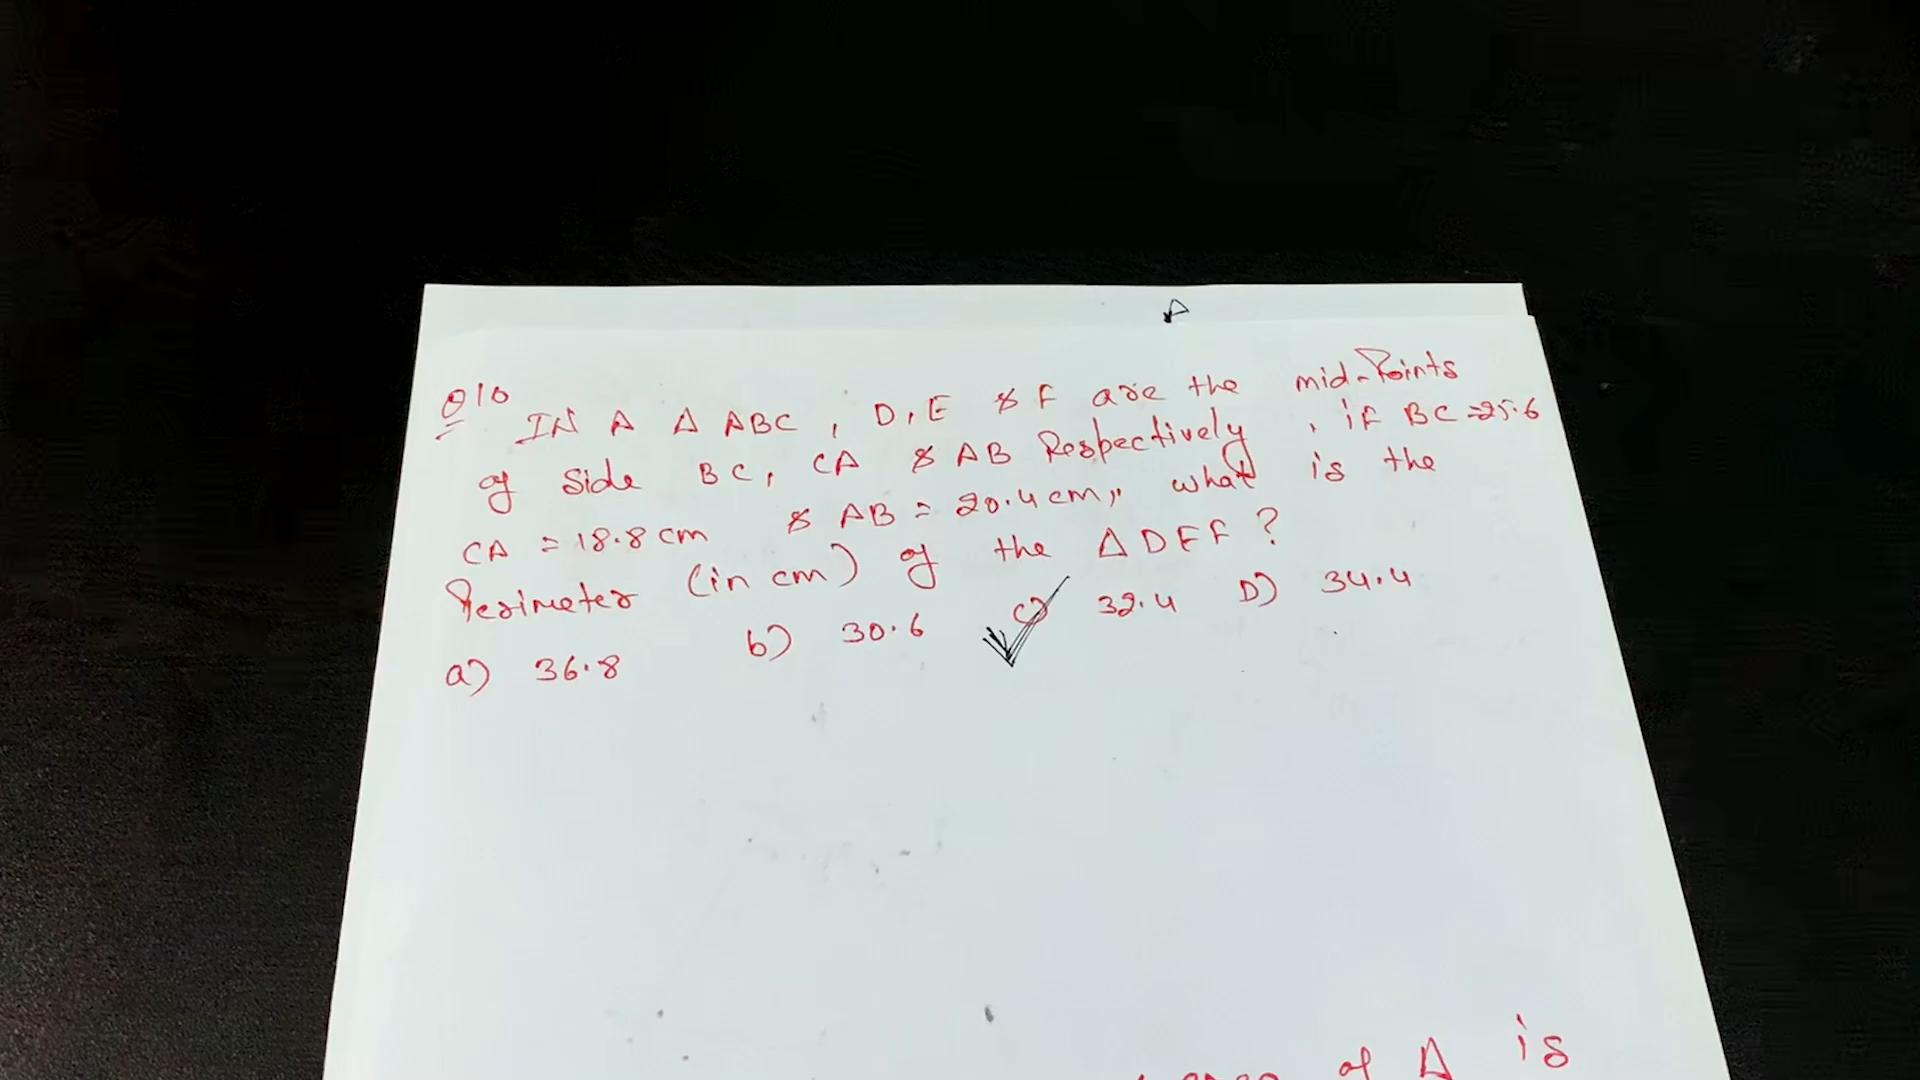 Q10
IN A Δ ABC, D, E & F are the mid-Points
of side BC, CA & AB Respectively, if BC = 25.6
CA = 18.8 cm & AB = 20.4 cm, what is the
Perimeter (in cm) of the Δ DEF ?
a) 36.8 b) 30.6 c) 32.4 D) 34.4
of Δ is